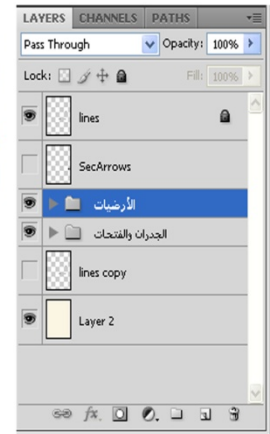 LAYERS CHANNELS PATHS
Pass Through Opacity: 100%
Lock: Fill: 100%
lines
SecArrows
الأرضيات
الجدران والفتحات
lines copy
Layer 2
fx.